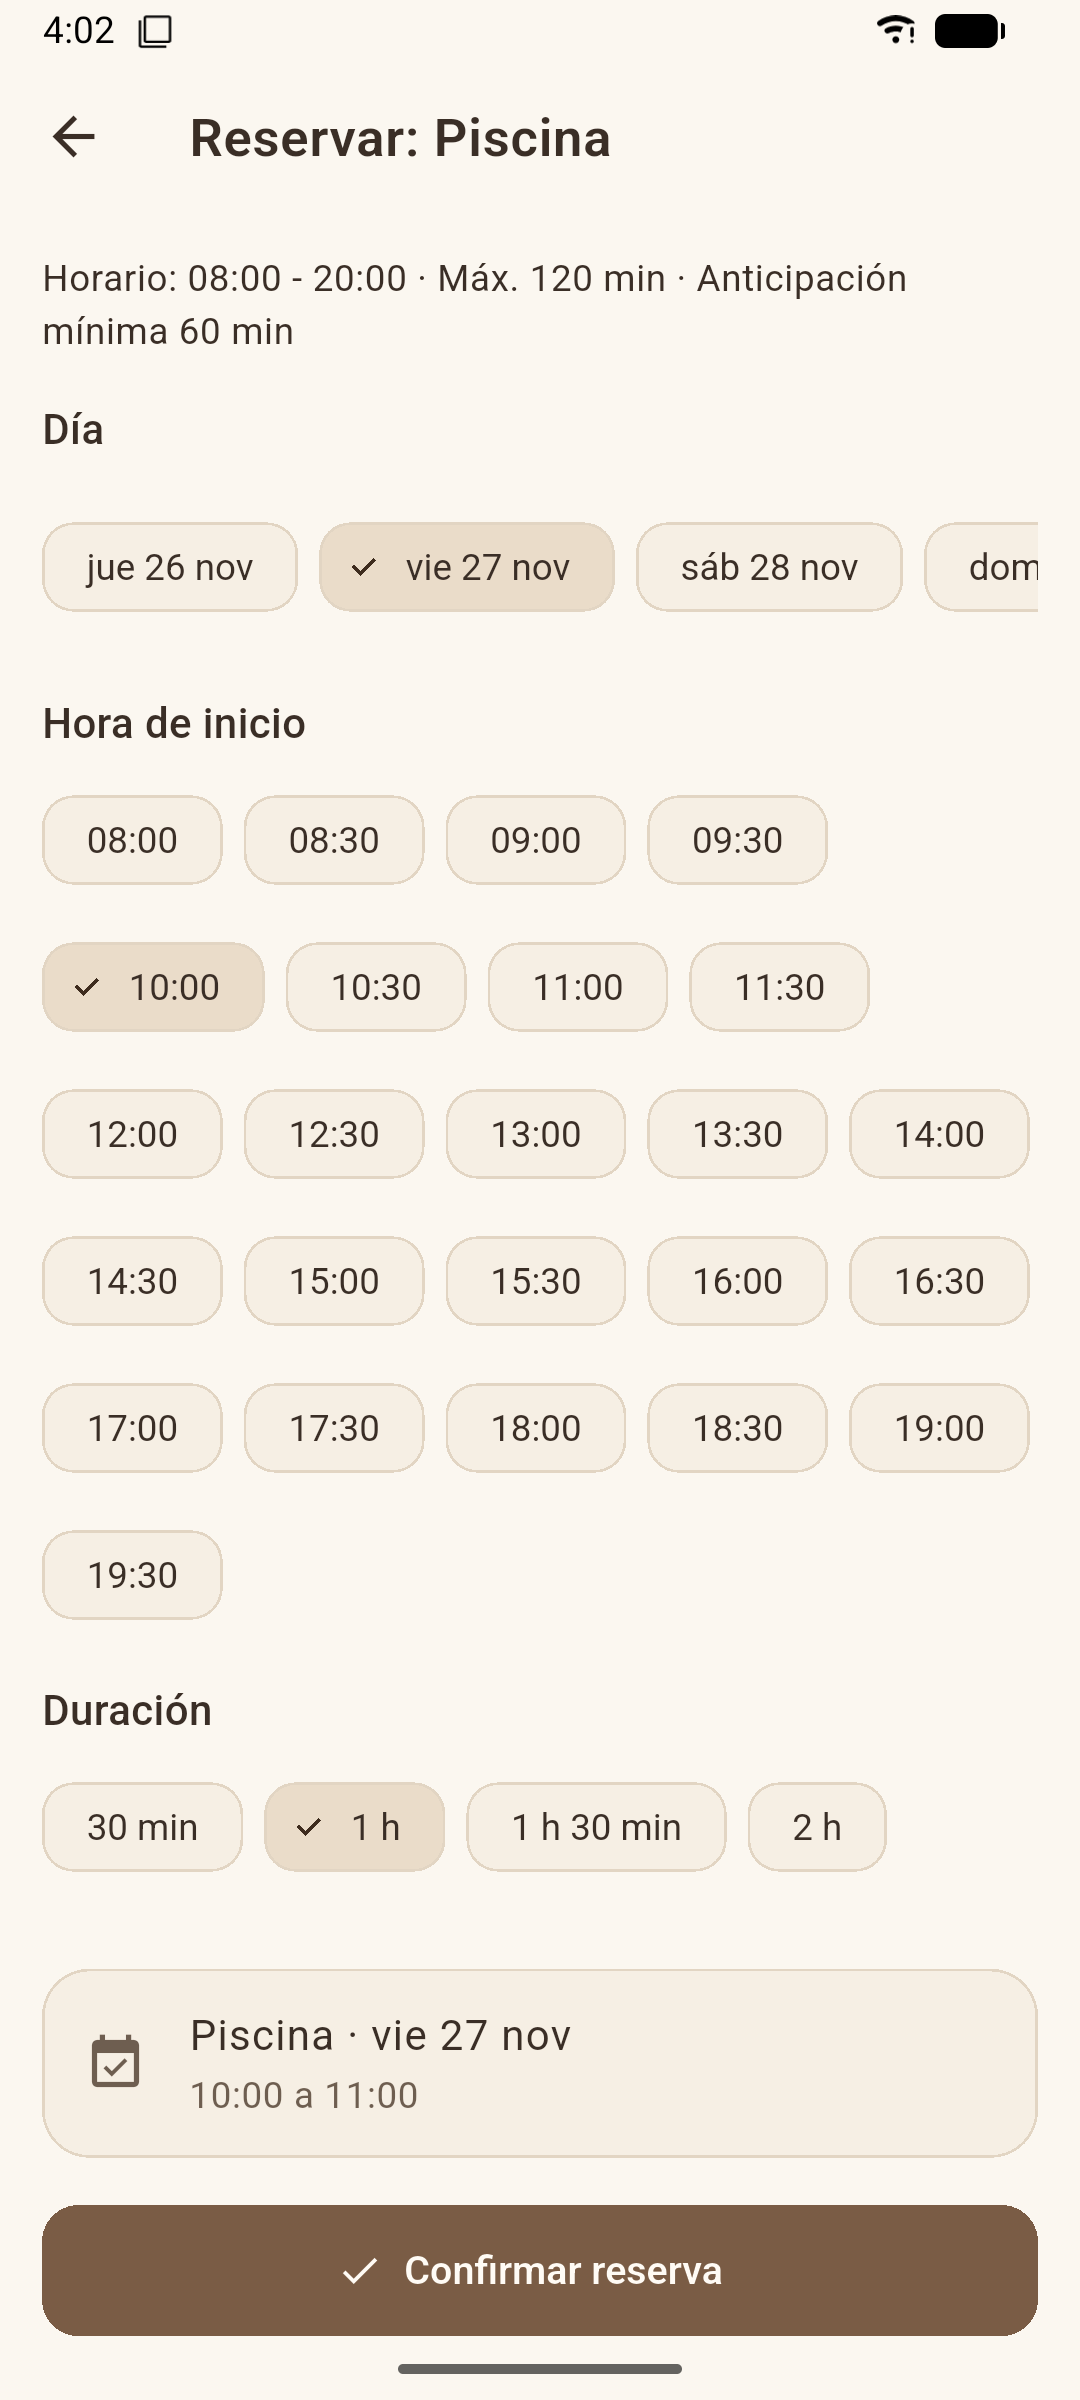 4:02
Reservar: Piscina
Horario: 08:00 - 20:00 · Máx. 120 min · Anticipación
mínima 60 min
Día
jue 26 nov
vie 27 nov
sáb 28 nov
dom
Hora de inicio
08:00 08:30 09:00 09:30
10:00 10:30 11:00 11:30
12:00 12:30 13:00 13:30 14:00
14:30 15:00 15:30 16:00 16:30
17:00 17:30 18:00 18:30 19:00
19:30
Duración
30 min 1 h 1 h 30 min 2 h
Piscina · vie 27 nov
10:00 a 11:00
Confirmar reserva